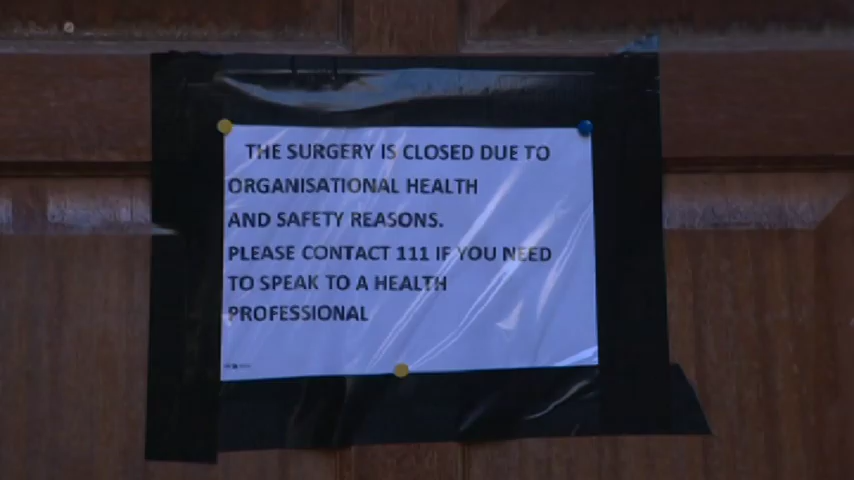 THE SURGERY IS CLOSED DUE TO
ORGANISATIONAL HEALTH
AND SAFETY REASONS.
PLEASE CONTACT 111 IF YOU NEED
TO SPEAK TO A HEALTH
PROFESSIONAL